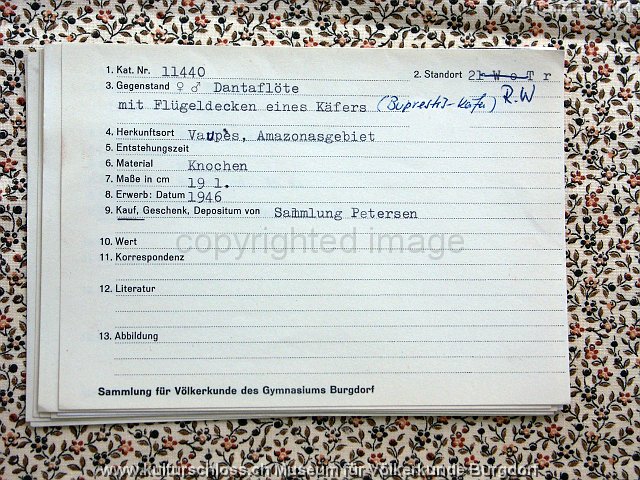 1. Kat. Nr. 11440
2. Standort 2r W o T r
3. Gegenstand ♀ ♂ Dantaflöte
R.W
mit Flügeldecken eines Käfers (Buprestis-Käfer)
4. Herkunftsort Vaupès, Amazonasgebiet
5. Entstehungszeit
6. Material Knochen
7. Maße in cm 19 l.
8. Erwerb: Datum 1946
9. Kauf, Geschenk, Depositum von Sammlung Petersen
copyrighted image
10. Wert
11. Korrespondenz
12. Literatur
13. Abbildung
Sammlung für Völkerkunde des Gymnasiums Burgdorf
www.kulturschloss.ch Museum für Völkerkunde Burgdorf